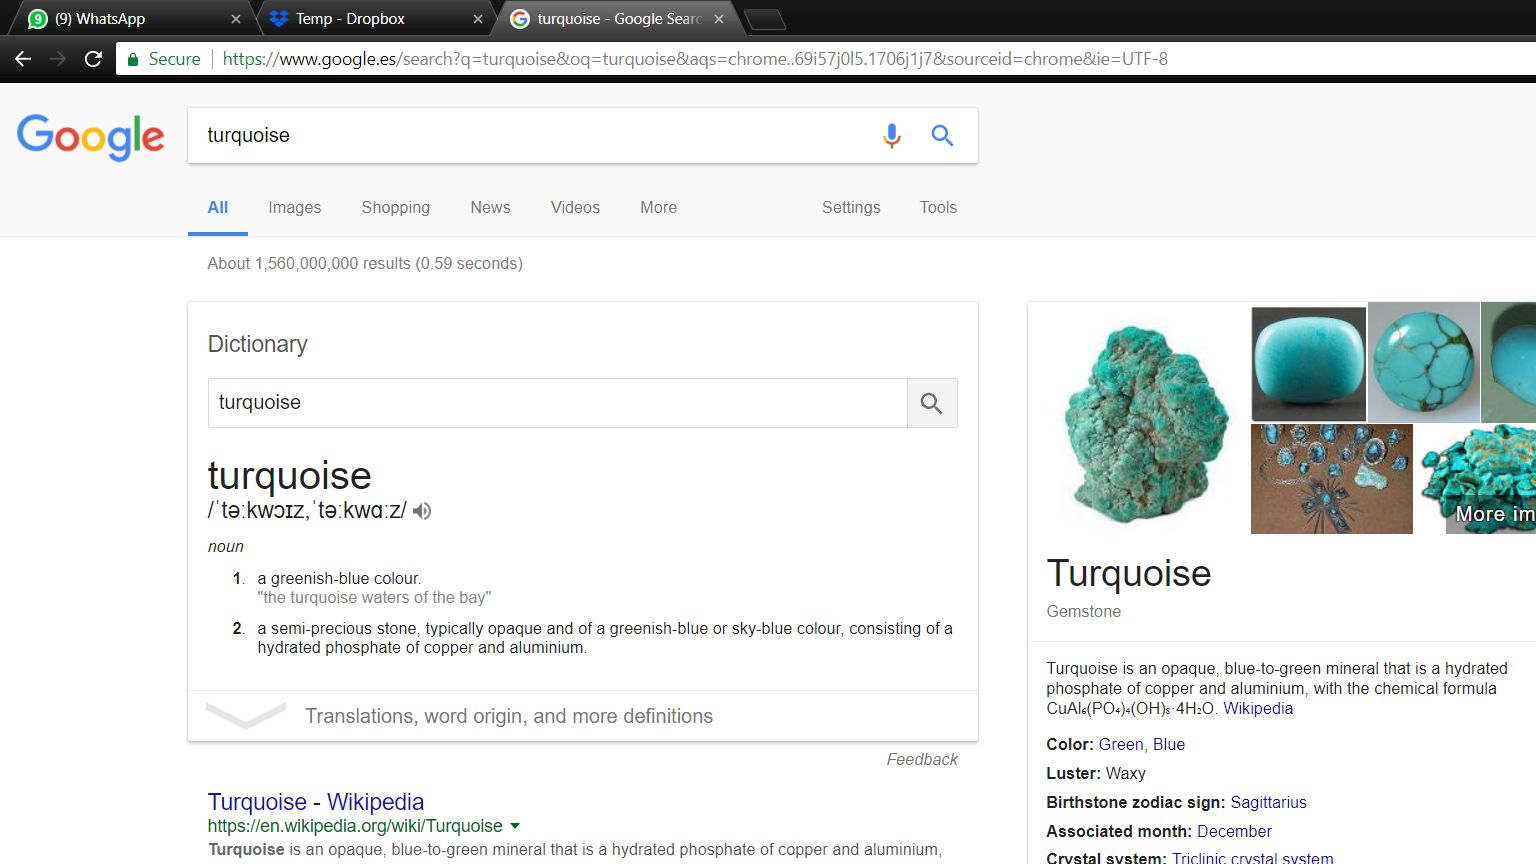 (9) WhatsApp
Temp - Dropbox
turquoise - Google Sear
Secure
https://www.google.es/search?q=turquoise&oq=turquoise&aqs=chrome..69i57j0l5.1706j1j7&sourceid=chrome&ie=UTF-8
Google
turquoise
All Images Shopping News Videos More Settings Tools
About 1,560,000,000 results (0.59 seconds)
Dictionary
turquoise
turquoise
/ˈtəːkwɔɪz,ˈtəːkwɑːz/
noun
1. a greenish-blue colour.
"the turquoise waters of the bay"
2. a semi-precious stone, typically opaque and of a greenish-blue or sky-blue colour, consisting of a
hydrated phosphate of copper and aluminium.
Translations, word origin, and more definitions
Feedback
Turquoise - Wikipedia
https://en.wikipedia.org/wiki/Turquoise
Turquoise is an opaque, blue-to-green mineral that is a hydrated phosphate of copper and aluminium,
More im
Turquoise
Gemstone
Turquoise is an opaque, blue-to-green mineral that is a hydrated
phosphate of copper and aluminium, with the chemical formula
CuAl₆(PO₄)₄(OH)₈·4H₂O. Wikipedia
Color: Green, Blue
Luster: Waxy
Birthstone zodiac sign: Sagittarius
Associated month: December
Crystal system: Triclinic crystal system